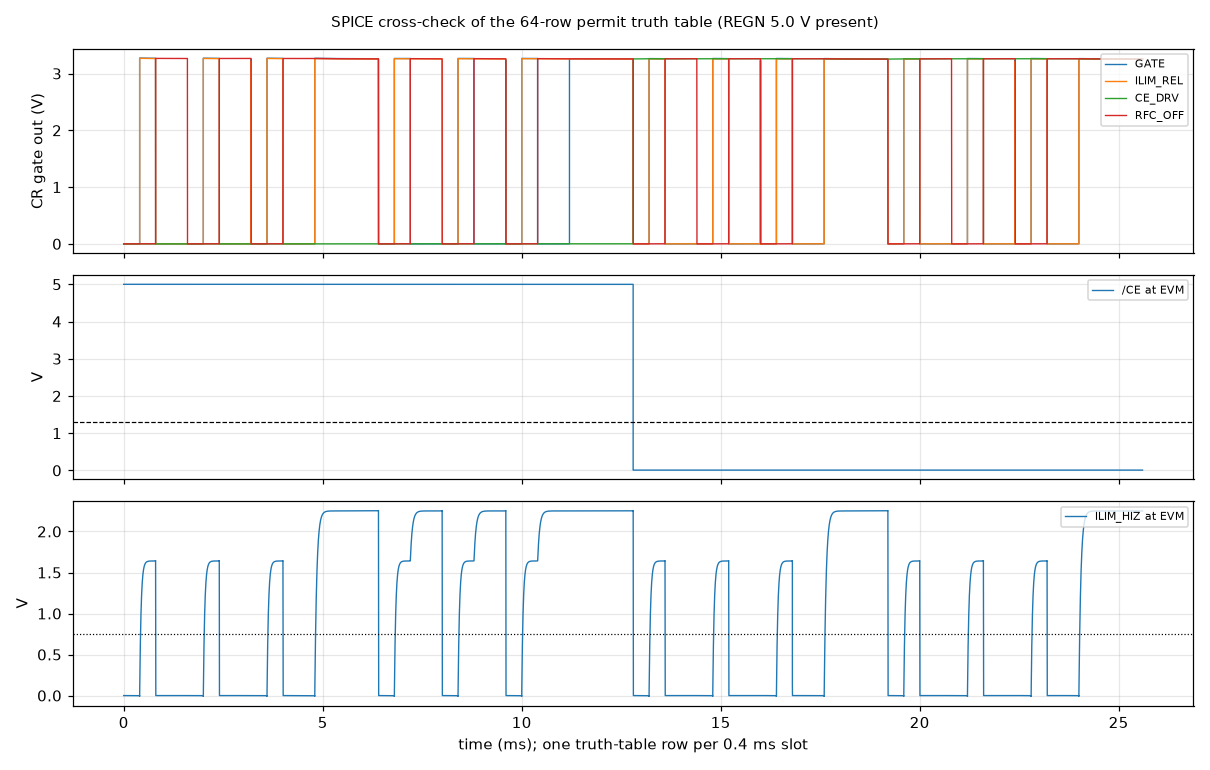 SPICE cross-check of the 64-row permit truth table (REGN 5.0 V present)
CR gate out (V)
3
2
1
0
GATE
ILIM_REL
CE_DRV
RFC_OFF
V
5
4
3
2
1
0
/CE at EVM
V
2.0
1.5
1.0
0.5
0.0
ILIM_HIZ at EVM
0
5
10
15
20
25
time (ms); one truth-table row per 0.4 ms slot